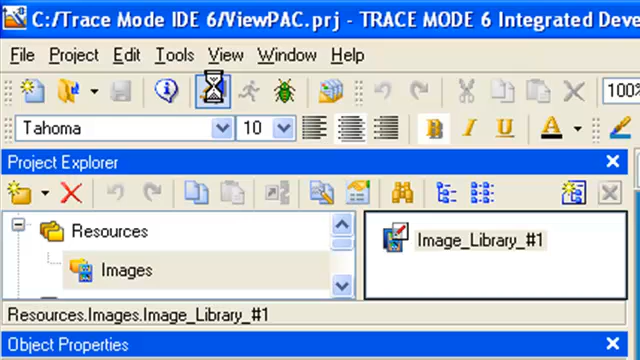 C:/Trace Mode IDE 6/ViewPAC.prj - TRACE MODE 6 Integrated Deve
File Project Edit Tools View Window Help
100%
Tahoma 10 B I U A
Project Explorer
Resources
Image_Library_#1
Images
Resources.Images.Image_Library_#1
Object Properties